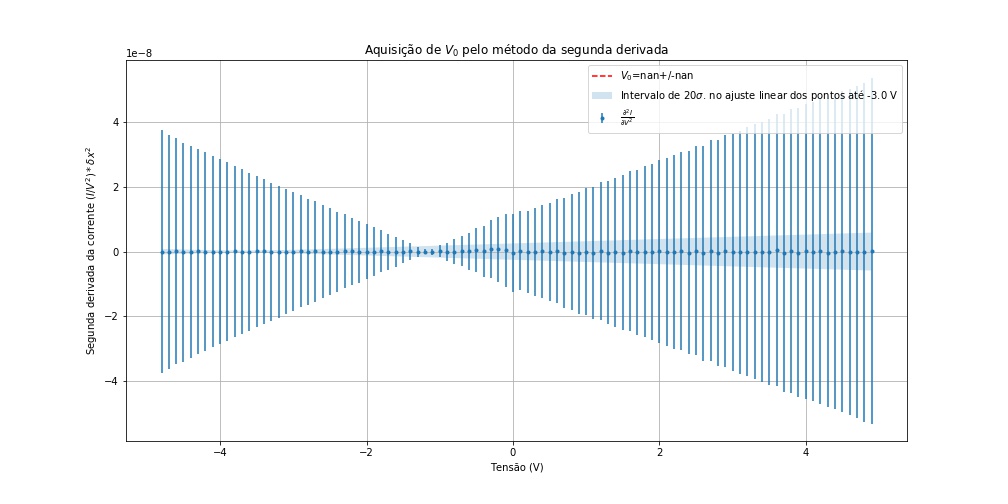 Aquisição de V₀ pelo método da segunda derivada
1e−8
V₀=nan+/-nan
Intervalo de 20σ. no ajuste linear dos pontos até -3.0 V
∂²I/∂V²
Segunda derivada da corrente (I/V²)*δx²
4
2
0
−2
−4
−4 −2 0 2 4
Tensão (V)